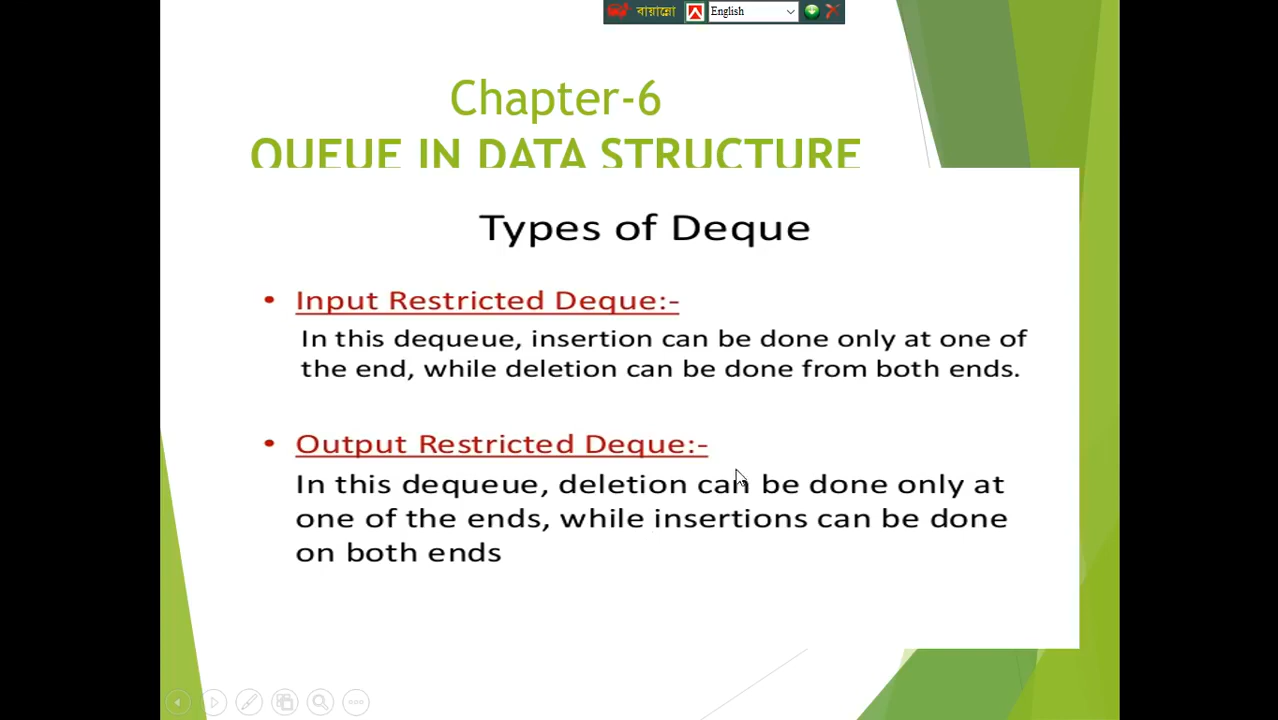 বায়ান্নো English
Chapter-6
QUEUE IN DATA STRUCTURE
Types of Deque
• Input Restricted Deque:-
In this dequeue, insertion can be done only at one of
the end, while deletion can be done from both ends.
• Output Restricted Deque:-
In this dequeue, deletion can be done only at
one of the ends, while insertions can be done
on both ends